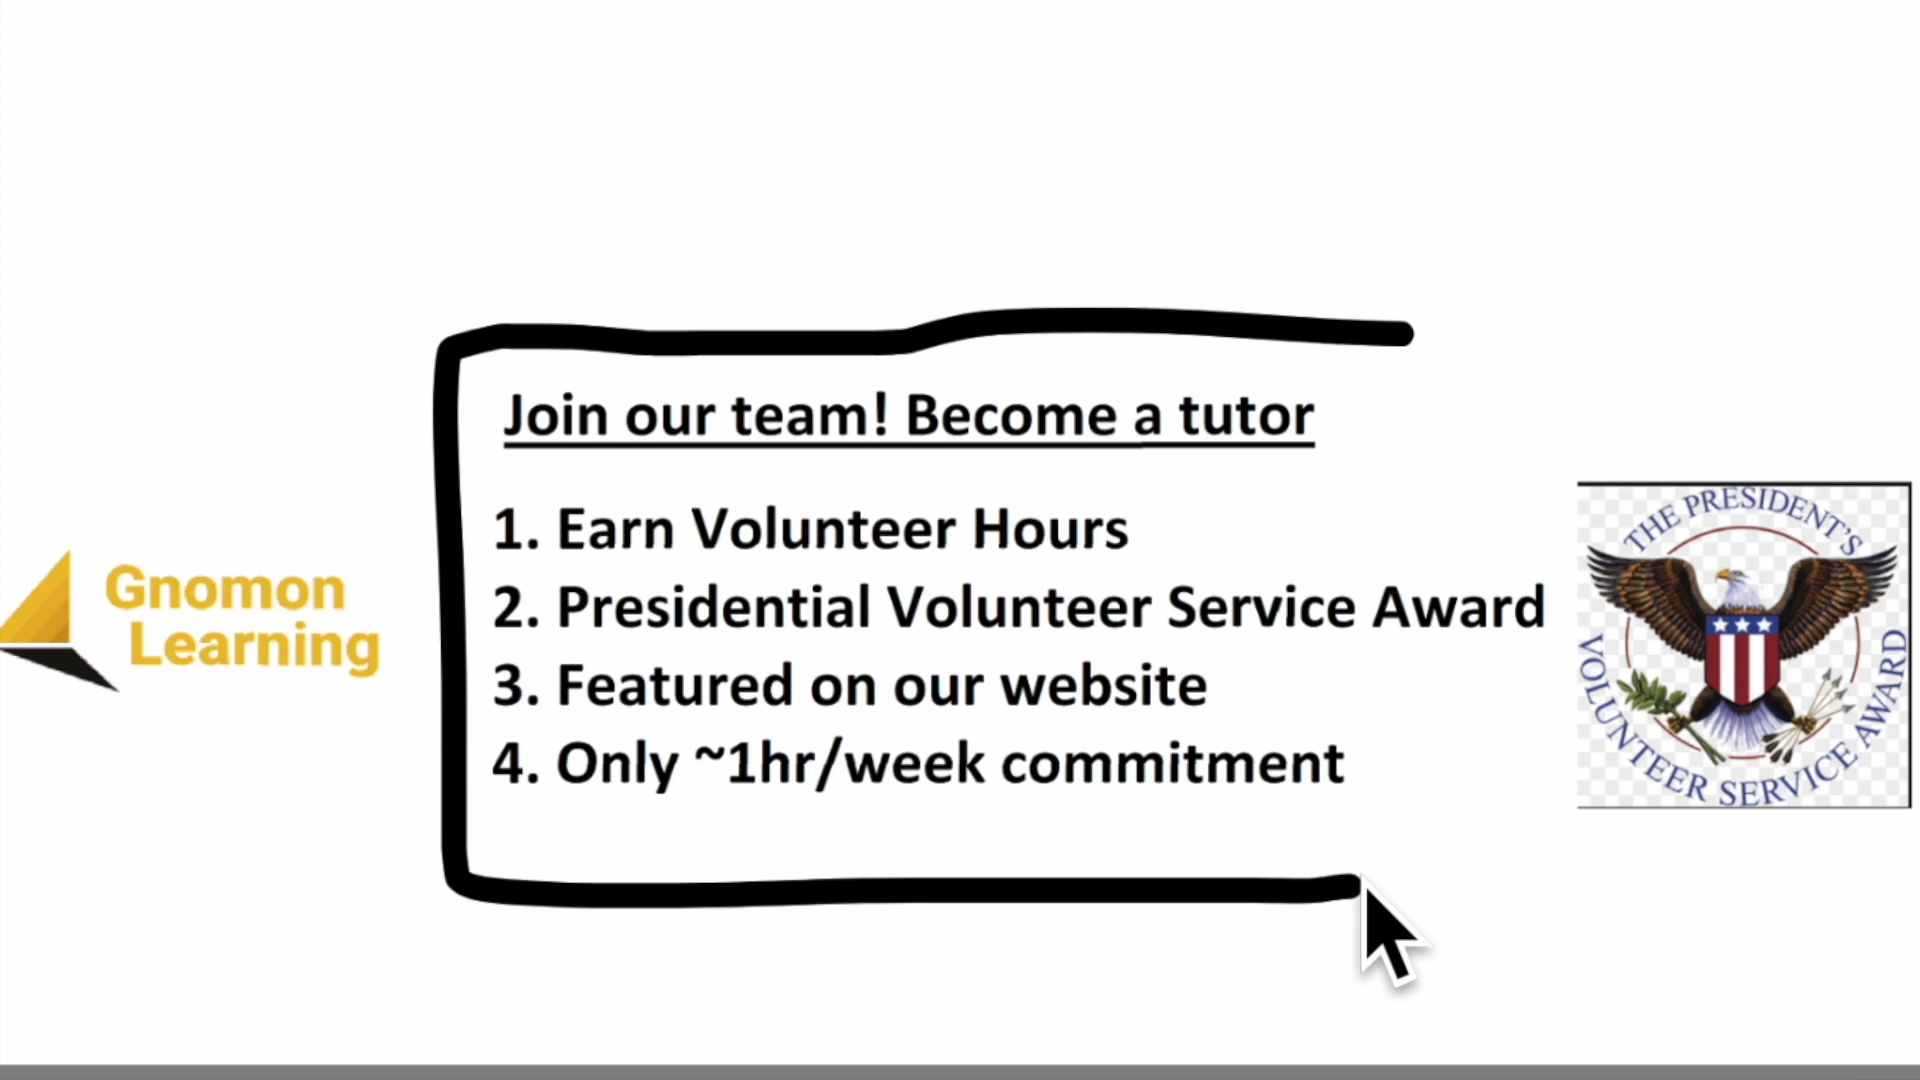 Join our team! Become a tutor
1. Earn Volunteer Hours
2. Presidential Volunteer Service Award
3. Featured on our website
4. Only ~1hr/week commitment
Gnomon
Learning
THE PRESIDENT'S
VOLUNTEER SERVICE AWARD